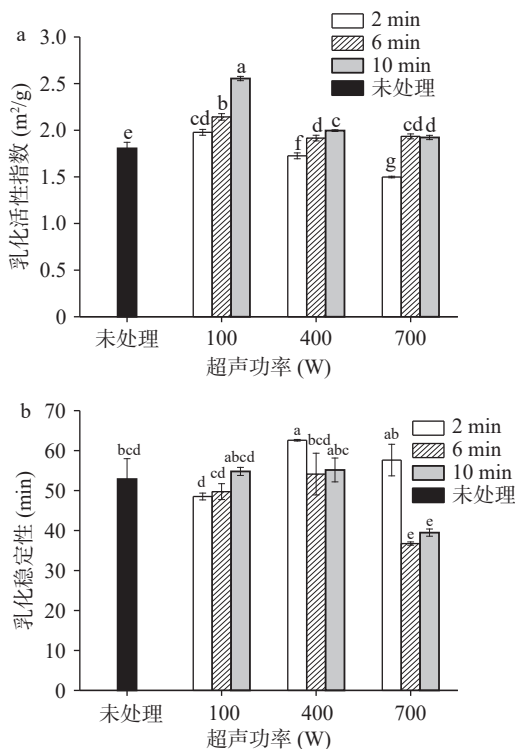 a
乳化活性指数 (m²/g)
3.0
2.5
2.0
1.5
1.0
0.5
0
2 min
6 min
10 min
未处理
e
cd
b
a
f
d
c
g
cd
d
未处理
100
400
700
超声功率 (W)
b
乳化稳定性 (min)
70
60
50
40
30
20
10
0
2 min
6 min
10 min
未处理
bcd
d
cd
abcd
a
bcd
abc
ab
e
e
未处理
100
400
700
超声功率 (W)